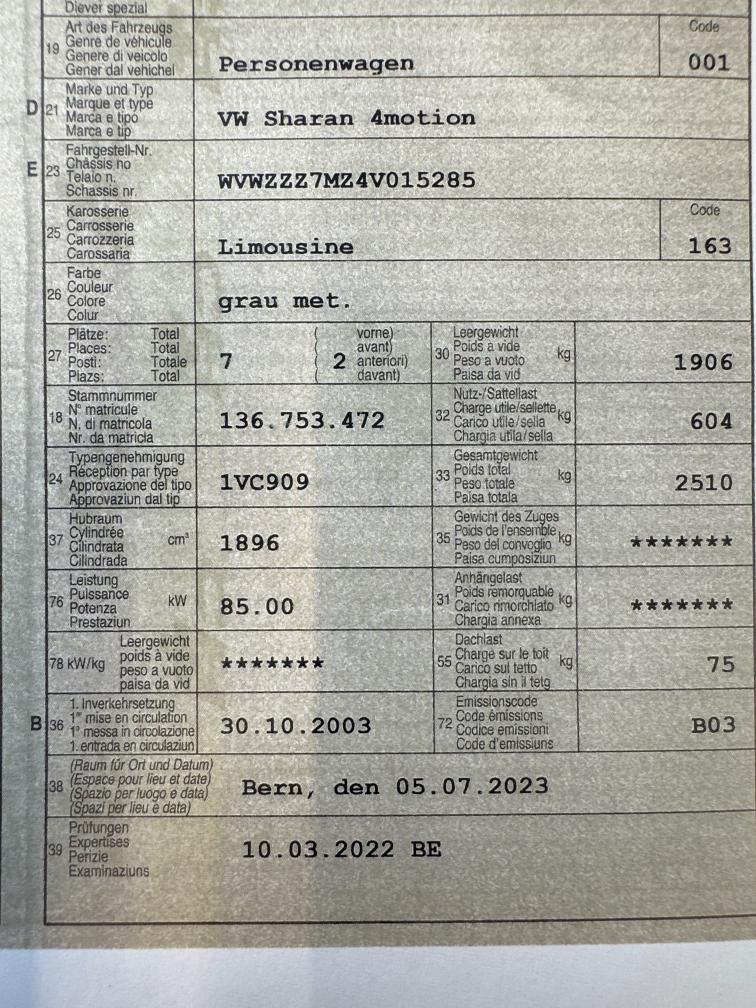 Diever spezial
19 Art des Fahrzeugs
Genre de véhicule
Genere di veicolo
Gener dal vehichel
Personenwagen
Code
001
D 21 Marke und Typ
Marque et type
Marca e tipo
Marca e tip
VW Sharan 4motion
E 23 Fahrgestell-Nr.
Châssis no
Telaio n.
Schassis nr.
WVWZZZ7MZ4V015285
25 Karosserie
Carrosserie
Carrozzeria
Carossaria
Limousine
Code
163
26 Farbe
Couleur
Colore
Colur
grau met.
27 Plätze: Total
Places: Total
Posti: Totale
Plazs: Total
7
( vorne)
( avant)
2 anteriori)
( davant)
30 Leergewicht
Poids à vide
Peso a vuoto
Paisa da vid
kg
1906
18 Stammnummer
N° matricule
N. di matricola
Nr. da matricla
136.753.472
32 Nutz-/Sattellast
Charge utile/sellette
Carico utile/sella
Chargia utila/sella
kg
604
24 Typengenehmigung
Réception par type
Approvazione del tipo
Approvaziun dal tip
1VC909
33 Gesamtgewicht
Poids total
Peso totale
Paisa totala
kg
2510
37 Hubraum
Cylindrée
Cilindrata
Cilindrada
cm³
1896
35 Gewicht des Zuges
Poids de l'ensemble
Peso del convoglio
Paisa cumposiziun
kg
*******
76 Leistung
Puissance
Potenza
Prestaziun
kW
85.00
31 Anhängelast
Poids remorquable
Carico rimorchiato
Chargia annexa
kg
*******
78 kW/kg
Leergewicht
poids à vide
peso a vuoto
paisa da vid
*******
55 Dachlast
Charge sur le toit
Carico sul tetto
Chargia sin il tetg
kg
75
B 36 1. Inverkehrsetzung
1re mise en circulation
1a messa in circolazione
1. entrada en circulaziun
30.10.2003
72 Emissionscode
Code émissions
Codice emissioni
Code d'emissiuns
B03
38 (Raum für Ort und Datum)
(Espace pour lieu et date)
(Spazio per luogo e data)
(Spazi per lieu e data)
Bern, den 05.07.2023
39 Prüfungen
Expertises
Perizie
Examinaziuns
10.03.2022 BE